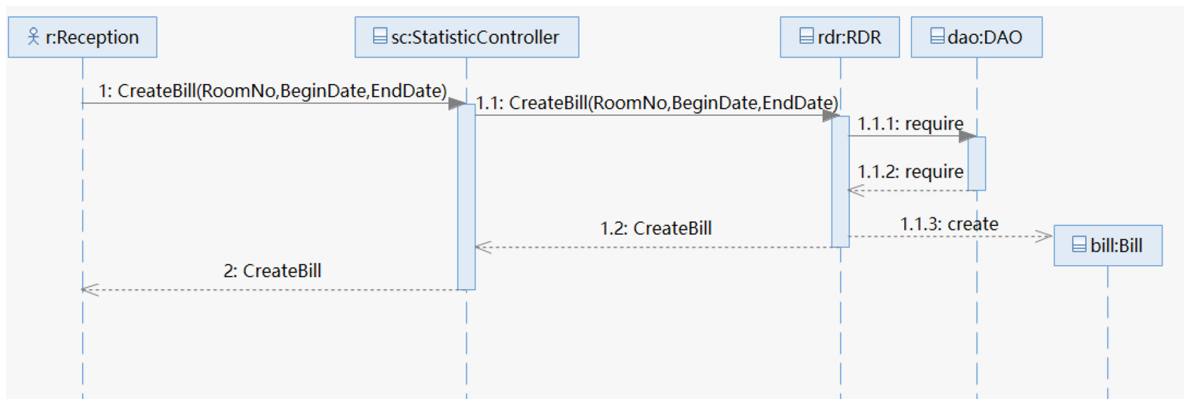 r:Reception
sc:StatisticController
rdr:RDR
dao:DAO
1: CreateBill(RoomNo,BeginDate,EndDate)
1.1: CreateBill(RoomNo,BeginDate,EndDate)
1.1.1: require
1.1.2: require
1.1.3: create
1.2: CreateBill
bill:Bill
2: CreateBill